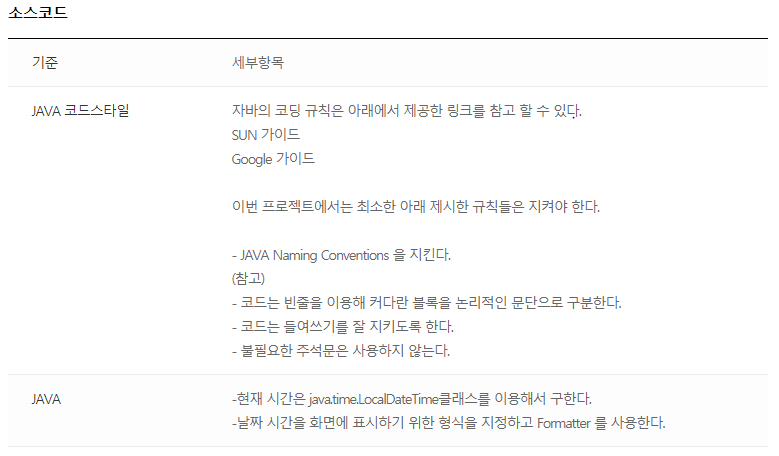 소스코드
기준 세부항목
JAVA 코드스타일 자바의 코딩 규칙은 아래에서 제공한 링크를 참고 할 수 있다.
SUN 가이드
Google 가이드
이번 프로젝트에서는 최소한 아래 제시한 규칙들은 지켜야 한다.
- JAVA Naming Conventions 을 지킨다.
(참고)
- 코드는 빈줄을 이용해 커다란 블록을 논리적인 문단으로 구분한다.
- 코드는 들여쓰기를 잘 지키도록 한다.
- 불필요한 주석문은 사용하지 않는다.
JAVA -현재 시간은 java.time.LocalDateTime클래스를 이용해서 구한다.
-날짜 시간을 화면에 표시하기 위한 형식을 지정하고 Formatter 를 사용한다.